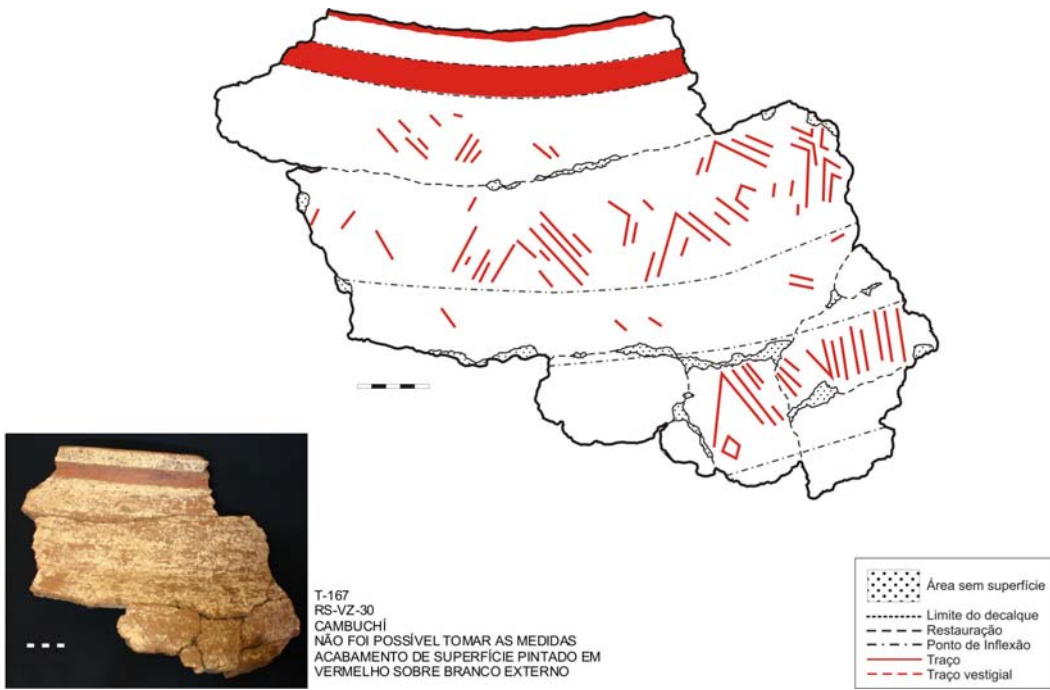 T-167
RS-VZ-30
CAMBUCHÍ
NÃO FOI POSSÍVEL TOMAR AS MEDIDAS
ACABAMENTO DE SUPERFÍCIE PINTADO EM
VERMELHO SOBRE BRANCO EXTERNO
Área sem superfície
Limite do decalque
Restauração
Ponto de Inflexão
Traço
Traço vestigial